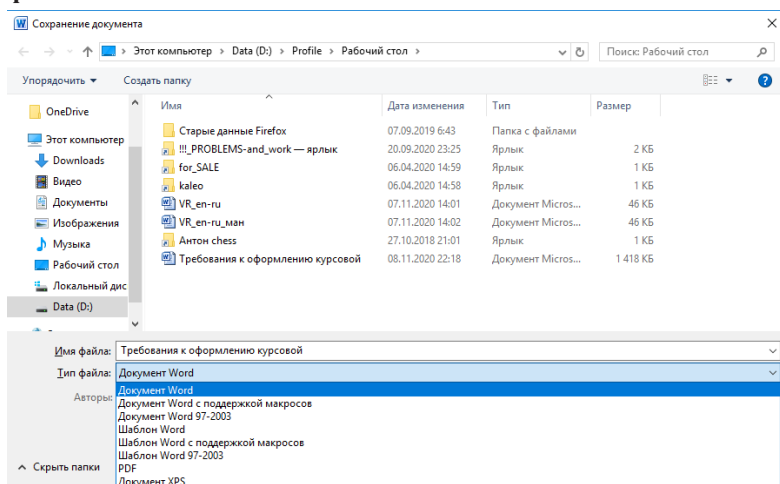 Сохранение документа
Этот компьютер > Data (D:) > Profile > Рабочий стол >
Поиск: Рабочий стол
Упорядочить
Создать папку
Имя Дата изменения Тип Размер
OneDrive
Этот компьютер
Downloads
Видео
Документы
Изображения
Музыка
Рабочий стол
Локальный дис
Data (D:)
Старые данные Firefox 07.09.2019 6:43 Папка с файлами
!!!_PROBLEMS-and_work — ярлык 20.09.2020 23:25 Ярлык 2 КБ
for_SALE 06.04.2020 14:59 Ярлык 1 КБ
kaleo 06.04.2020 14:58 Ярлык 1 КБ
VR_en-ru 07.11.2020 14:01 Документ Micros... 46 КБ
VR_en-ru_ман 07.11.2020 14:02 Документ Micros... 46 КБ
Антон chess 27.10.2018 21:01 Ярлык 1 КБ
Требования к оформлению курсовой 08.11.2020 22:18 Документ Micros... 1 418 КБ
Имя файла: Требования к оформлению курсовой
Тип файла: Документ Word
Авторы:
Документ Word
Документ Word с поддержкой макросов
Документ Word 97-2003
Шаблон Word
Шаблон Word с поддержкой макросов
Шаблон Word 97-2003
PDF
Документ XPS
Скрыть папки